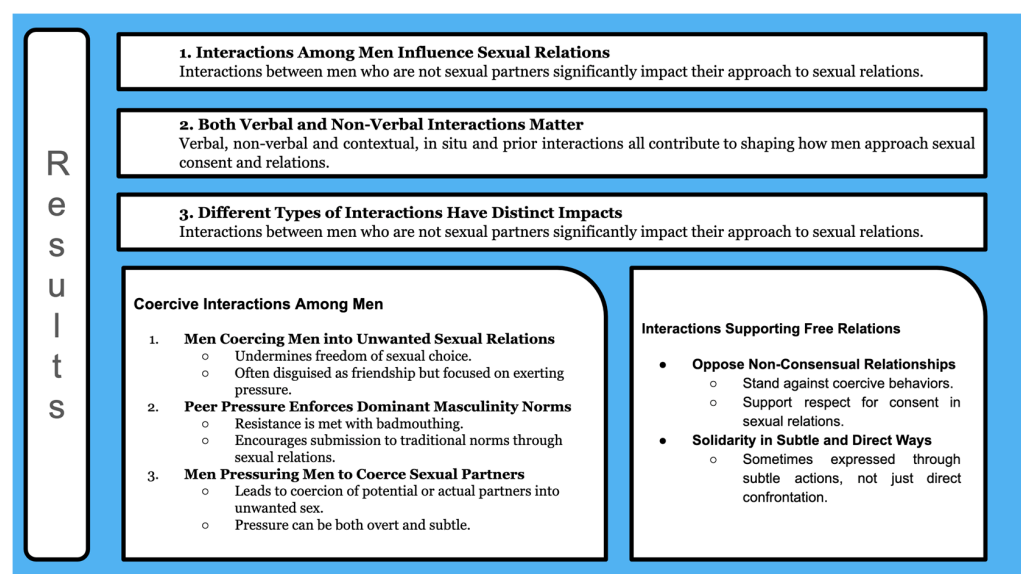 Results
1. Interactions Among Men Influence Sexual Relations
Interactions between men who are not sexual partners significantly impact their approach to sexual relations.
2. Both Verbal and Non-Verbal Interactions Matter
Verbal, non-verbal and contextual, in situ and prior interactions all contribute to shaping how men approach sexual
consent and relations.
3. Different Types of Interactions Have Distinct Impacts
Interactions between men who are not sexual partners significantly impact their approach to sexual relations.
Coercive Interactions Among Men
1. Men Coercing Men into Unwanted Sexual Relations
○ Undermines freedom of sexual choice.
○ Often disguised as friendship but focused on exerting
pressure.
2. Peer Pressure Enforces Dominant Masculinity Norms
○ Resistance is met with badmouthing.
○ Encourages submission to traditional norms through
sexual relations.
3. Men Pressuring Men to Coerce Sexual Partners
○ Leads to coercion of potential or actual partners into
unwanted sex.
○ Pressure can be both overt and subtle.
Interactions Supporting Free Relations
● Oppose Non-Consensual Relationships
○ Stand against coercive behaviors.
○ Support respect for consent in
sexual relations.
● Solidarity in Subtle and Direct Ways
○ Sometimes expressed through
subtle actions, not just direct
confrontation.